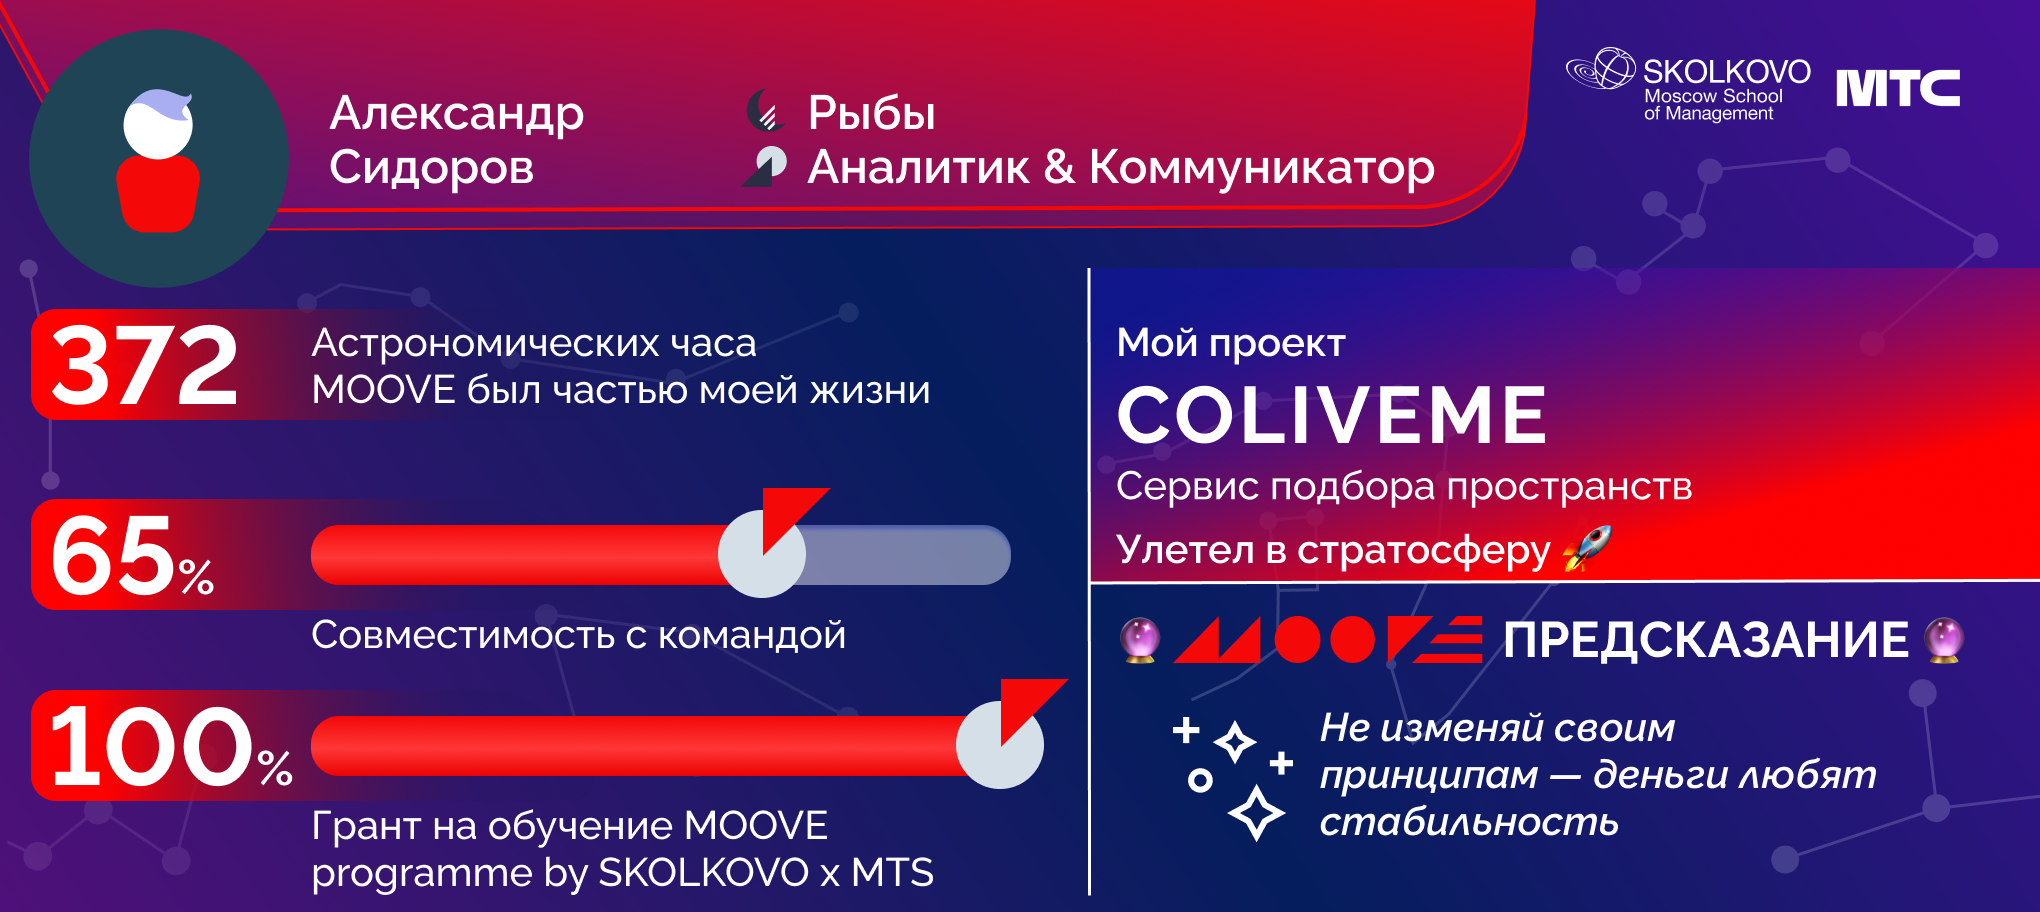 Александр
Сидоров
Рыбы
Аналитик & Коммуникатор
SKOLKOVO
Moscow School
of Management
МТС
372
Астрономических часа
MOOVE был частью моей жизни
65%
Совместимость с командой
100%
Грант на обучение MOOVE
programme by SKOLKOVO x MTS
Мой проект
COLIVEME
Сервис подбора пространств
Улетел в стратосферу 🚀
🔮 MOOVE ПРЕДСКАЗАНИЕ 🔮
Не изменяй своим
принципам — деньги любят
стабильность